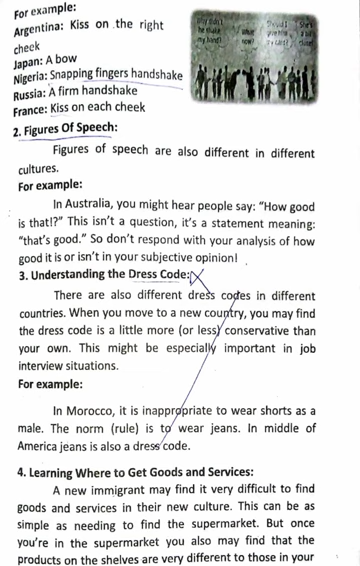 For example:
Argentina: Kiss on the right
cheek
Japan: A bow
Nigeria: Snapping fingers handshake
Russia: A firm handshake
France: Kiss on each cheek
2. Figures Of Speech:
Figures of speech are also different in different
cultures.
For example:
In Australia, you might hear people say: "How good
is that!?" This isn't a question, it's a statement meaning:
"that's good." So don't respond with your analysis of how
good it is or isn't in your subjective opinion!
3. Understanding the Dress Code:
There are also different dress codes in different
countries. When you move to a new country, you may find
the dress code is a little more (or less) conservative than
your own. This might be especially important in job
interview situations.
For example:
In Morocco, it is inappropriate to wear shorts as a
male. The norm (rule) is to wear jeans. In middle of
America jeans is also a dress code.
4. Learning Where to Get Goods and Services:
A new immigrant may find it very difficult to find
goods and services in their new culture. This can be as
simple as needing to find the supermarket. But once
you're in the supermarket you also may find that the
products on the shelves are very different to those in your